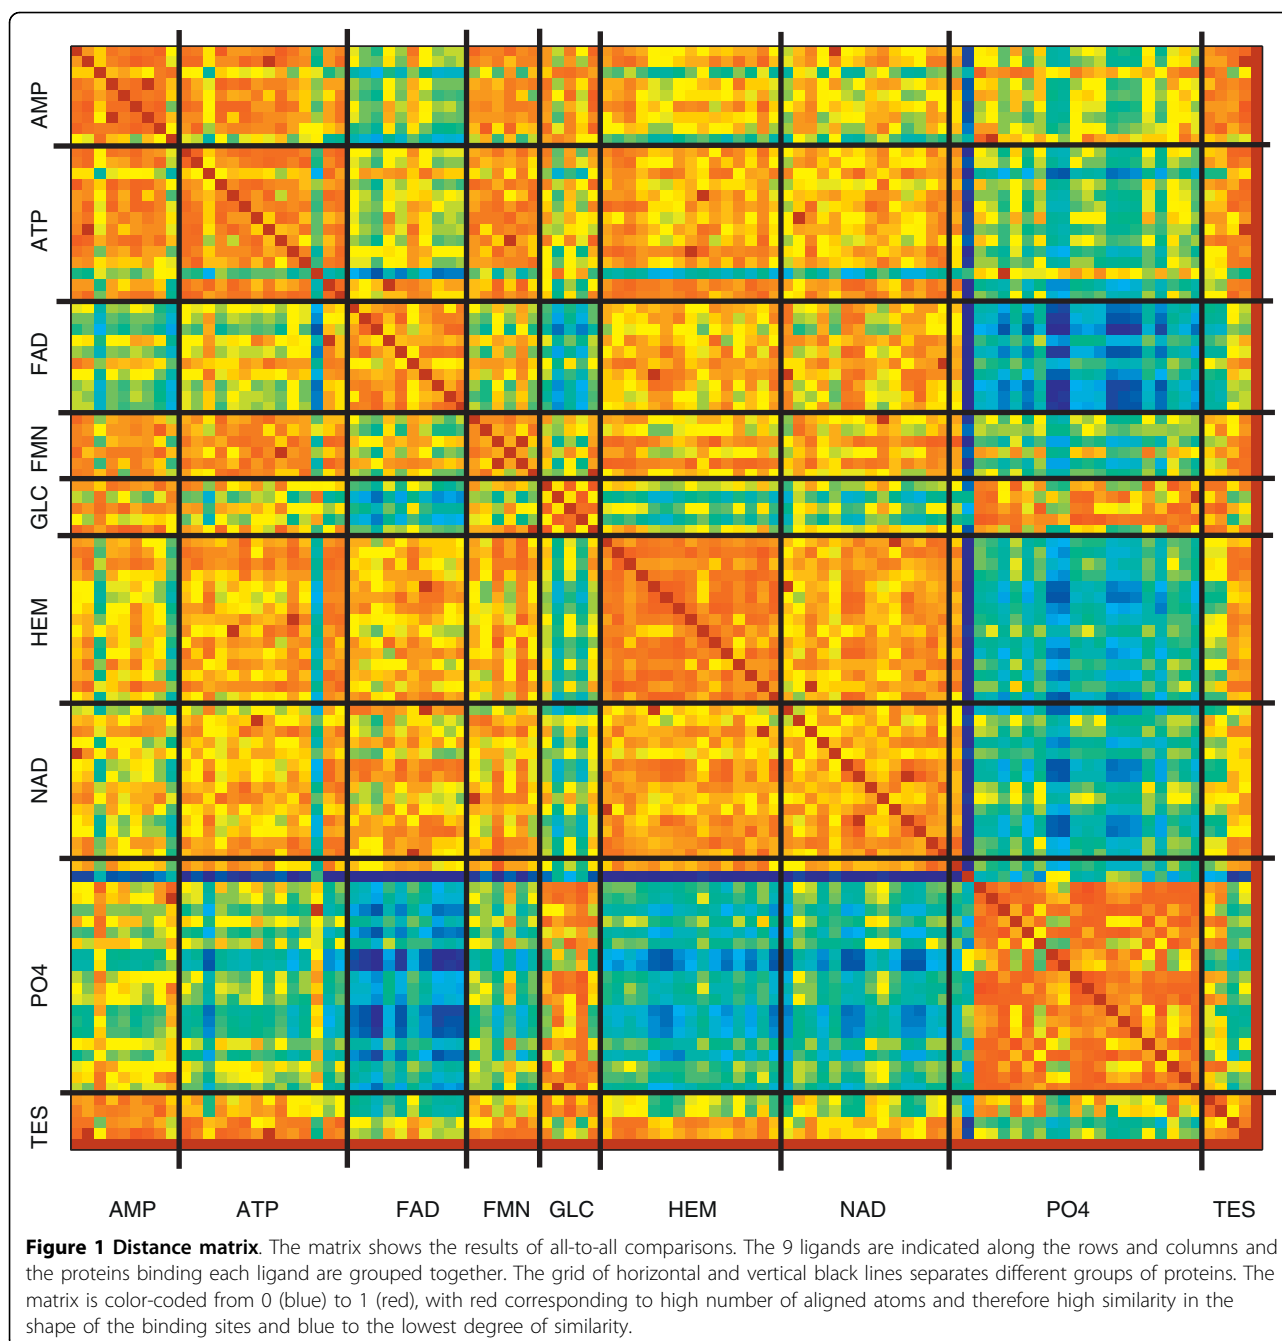 AMP
ATP
FAD
FMN
GLC
HEM
NAD
PO4
TES
AMP ATP FAD FMN GLC HEM NAD PO4 TES
Figure 1 Distance matrix. The matrix shows the results of all-to-all comparisons. The 9 ligands are indicated along the rows and columns and
the proteins binding each ligand are grouped together. The grid of horizontal and vertical black lines separates different groups of proteins. The
matrix is color-coded from 0 (blue) to 1 (red), with red corresponding to high number of aligned atoms and therefore high similarity in the
shape of the binding sites and blue to the lowest degree of similarity.